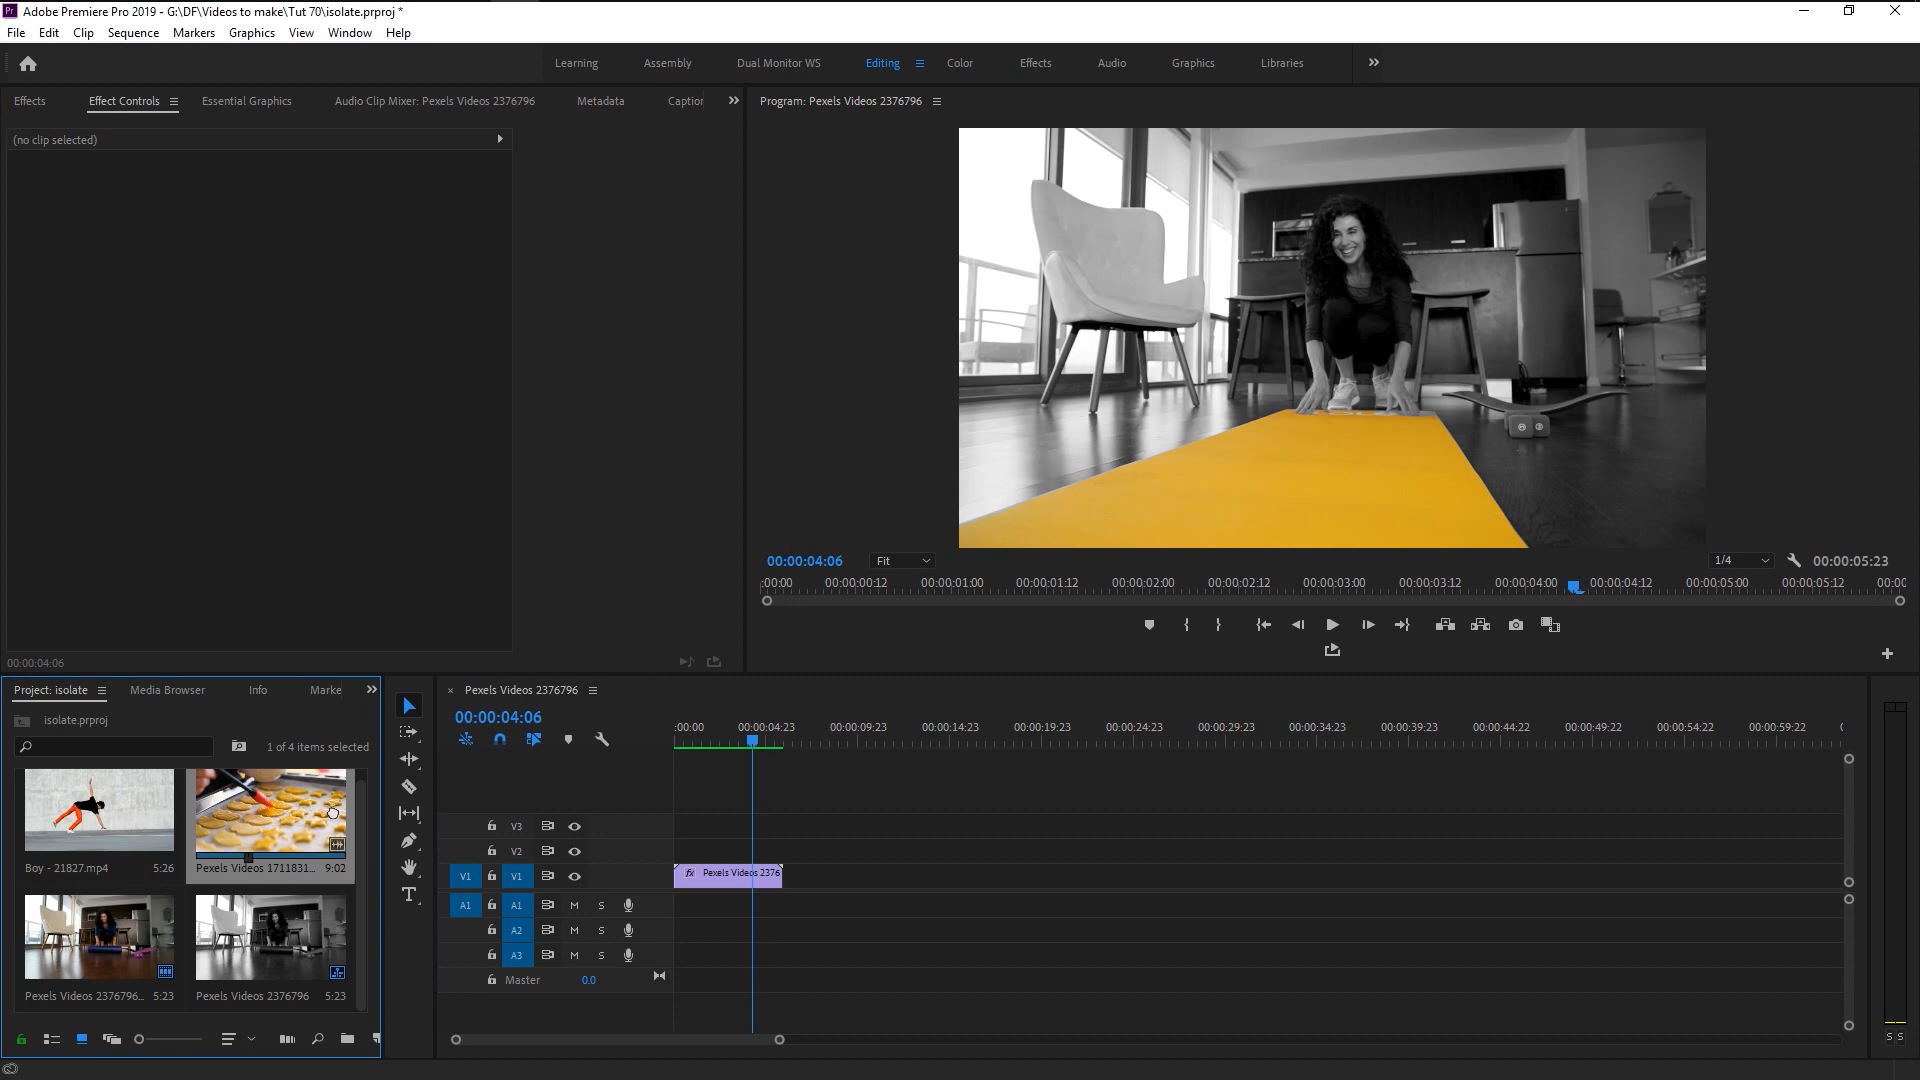 Adobe Premiere Pro 2019 - G:\DF\Videos to make\Tut 70\isolate.prproj *
File Edit Clip Sequence Markers Graphics View Window Help
Learning Assembly Dual Monitor WS Editing Color Effects Audio Graphics Libraries
Effects Effect Controls Essential Graphics Audio Clip Mixer: Pexels Videos 2376796 Metadata Caption
Program: Pexels Videos 2376796
(no clip selected)
00:00:04:06 Fit 1/4 00:00:05:23
:00:00 00:00:00:12 00:00:01:00 00:00:01:12 00:00:02:00 00:00:02:12 00:00:03:00 00:00:03:12 00:00:04:00 00:00:04:12 00:00:05:00 00:00:05:12 00:00
00:00:04:06
Project: isolate Media Browser Info Marke
isolate.prproj
1 of 4 items selected
Boy - 21827.mp4 5:26
Pexels Videos 1711831... 9:02
Pexels Videos 2376796... 5:23
Pexels Videos 2376796 5:23
× Pexels Videos 2376796
00:00:04:06
:00:00 00:00:04:23 00:00:09:23 00:00:14:23 00:00:19:23 00:00:24:23 00:00:29:23 00:00:34:23 00:00:39:23 00:00:44:22 00:00:49:22 00:00:54:22 00:00:59:22
V3
V2
V1 V1 fx Pexels Videos 2376
A1 A1 M S
A2 M S
A3 M S
Master 0.0
S S